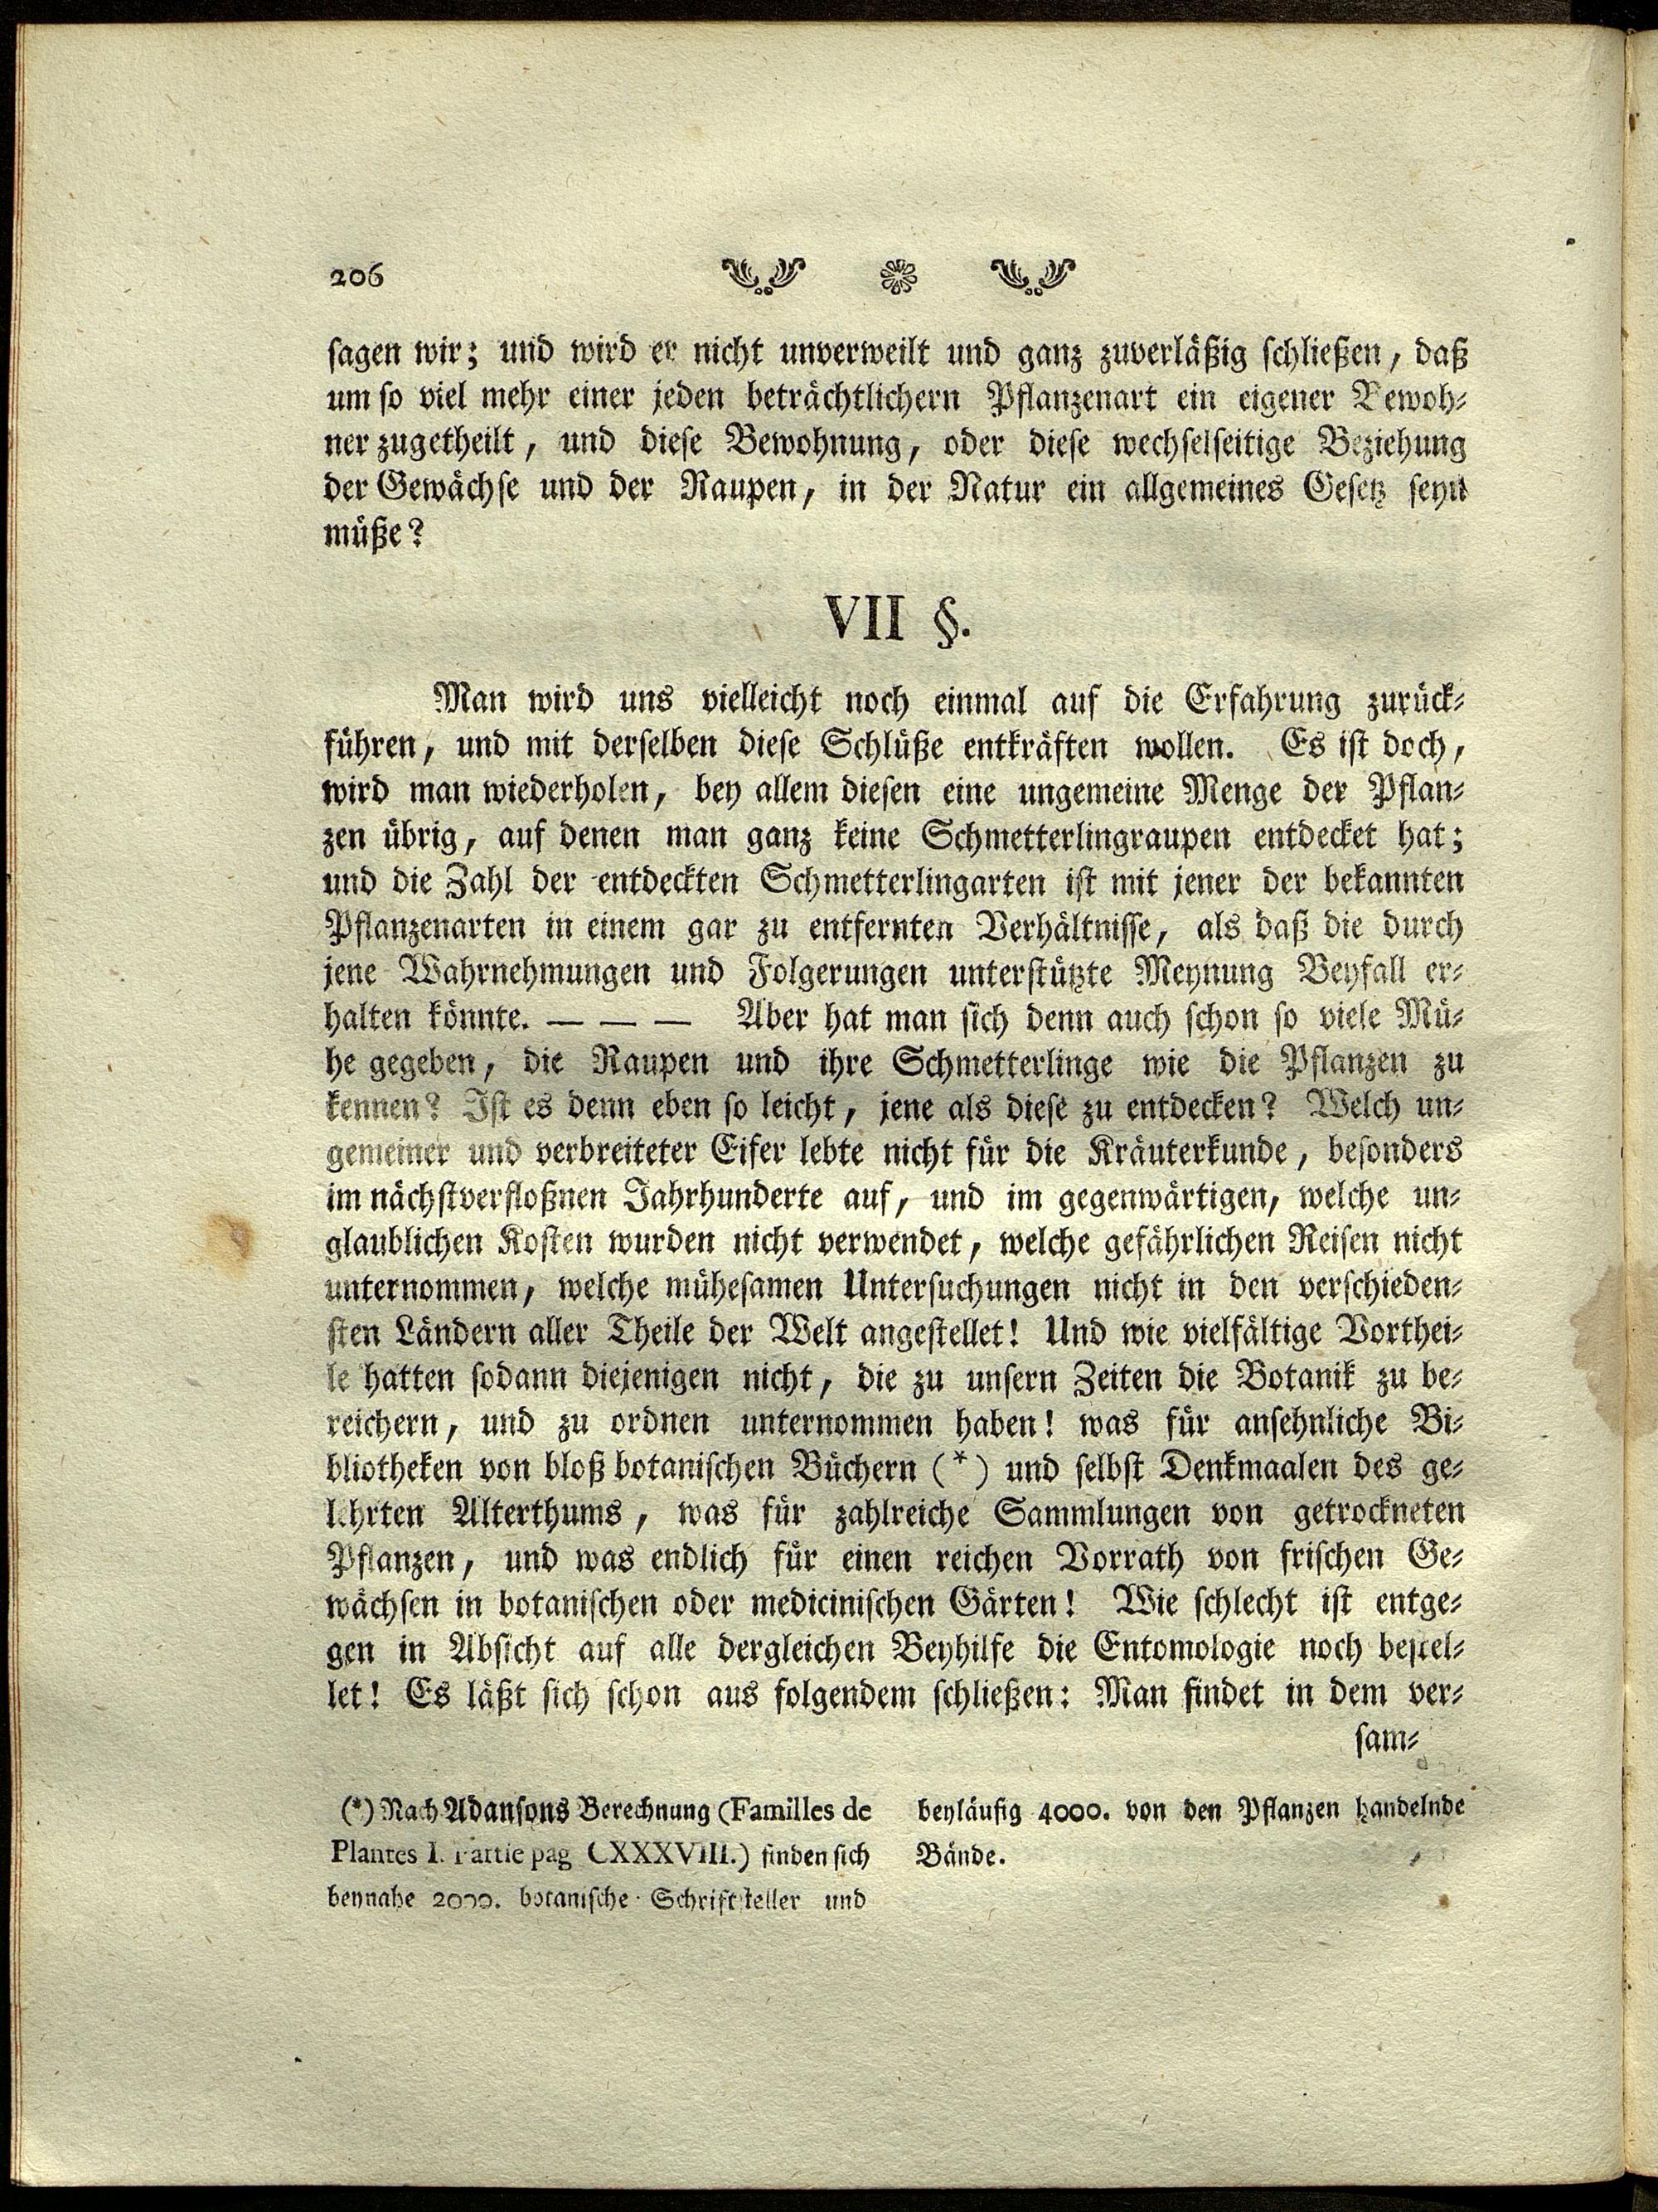 206
sagen wir; und wird er nicht unverweilt und ganz zuverläßig schließen, daß
um so viel mehr einer jeden beträchtlichern Pflanzenart ein eigener Bewoh-
ner zugetheilt, und diese Bewohnung, oder diese wechselseitige Beziehung
der Gewächse und der Raupen, in der Natur ein allgemeines Gesetz seyn
müße?
VII §.
Man wird uns vielleicht noch einmal auf die Erfahrung zurück-
führen, und mit derselben diese Schlüße entkräften wollen. Es ist doch,
wird man wiederholen, bey allem diesen eine ungemeine Menge der Pflan-
zen übrig, auf denen man ganz keine Schmetterlingraupen entdecket hat;
und die Zahl der entdeckten Schmetterlingarten ist mit jener der bekannten
Pflanzenarten in einem gar zu entfernten Verhältnisse, als daß die durch
jene Wahrnehmungen und Folgerungen unterstützte Meynung Beyfall er-
halten könnte. — — — Aber hat man sich denn auch schon so viele Mü-
he gegeben, die Raupen und ihre Schmetterlinge wie die Pflanzen zu
kennen? Ist es denn eben so leicht, jene als diese zu entdecken? Welch un-
gemeiner und verbreiteter Eifer lebte nicht für die Kräuterkunde, besonders
im nächstverfloßnen Jahrhunderte auf, und im gegenwärtigen, welche un-
glaublichen Kosten wurden nicht verwendet, welche gefährlichen Reisen nicht
unternommen, welche mühesamen Untersuchungen nicht in den verschieden-
sten Ländern aller Theile der Welt angestellet! Und wie vielfältige Vorthei-
le hatten sodann diejenigen nicht, die zu unsern Zeiten die Botanik zu be-
reichern, und zu ordnen unternommen haben! was für ansehnliche Bi-
bliotheken von bloß botanischen Büchern (*) und selbst Denkmaalen des ge-
lehrten Alterthums, was für zahlreiche Sammlungen von getrockneten
Pflanzen, und was endlich für einen reichen Vorrath von frischen Ge-
wächsen in botanischen oder medicinischen Gärten! Wie schlecht ist entge-
gen in Absicht auf alle dergleichen Beyhilfe die Entomologie noch bestel-
let! Es läßt sich schon aus folgendem schließen: Man findet in dem ver-
sam-
(*) Nach Adansons Berechnung (Familles de
Plantes I. Partie pag CXXXVIII.) finden sich
beynahe 2000. botanische Schriftsteller und
beyläufig 4000. von den Pflanzen handelnde
Bände.